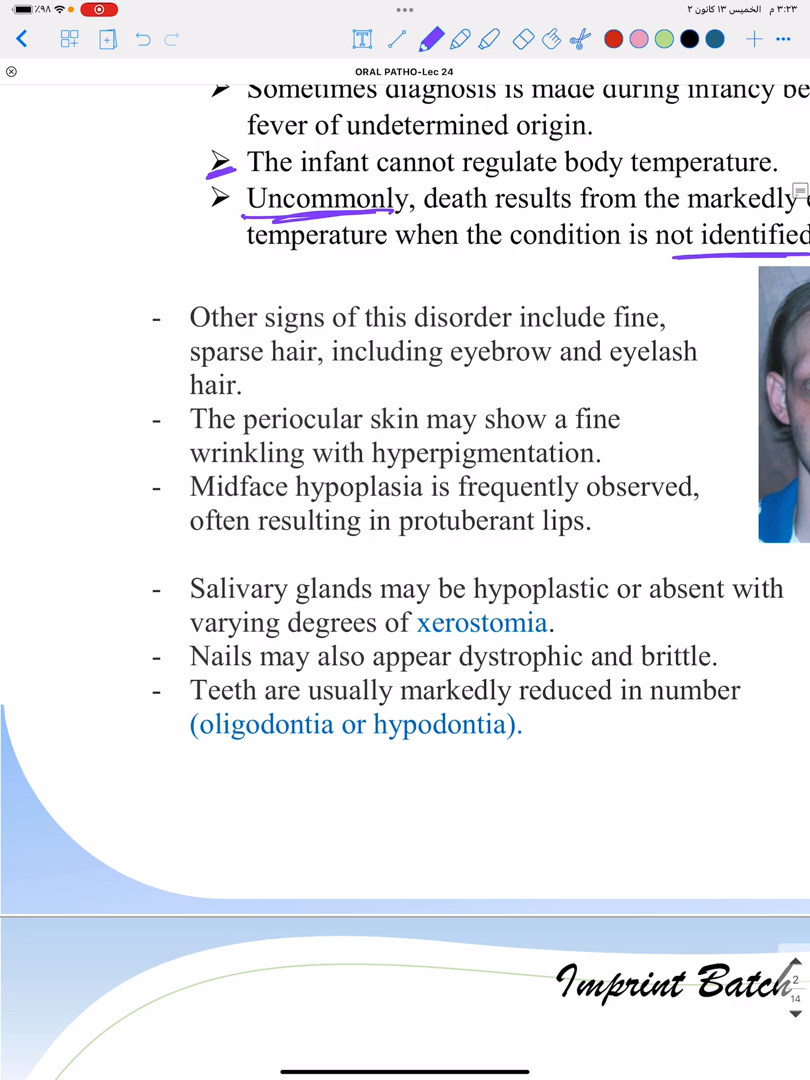 ٪٩٨
٣:٢٣ م الخميس ١٣ كانون ٢
ORAL PATHO-Lec 24
➢ Sometimes diagnosis is made during infancy be
fever of undetermined origin.
➢ The infant cannot regulate body temperature.
➢ Uncommonly, death results from the markedly e
temperature when the condition is not identified
- Other signs of this disorder include fine,
sparse hair, including eyebrow and eyelash
hair.
- The periocular skin may show a fine
wrinkling with hyperpigmentation.
- Midface hypoplasia is frequently observed,
often resulting in protuberant lips.
- Salivary glands may be hypoplastic or absent with
varying degrees of xerostomia.
- Nails may also appear dystrophic and brittle.
- Teeth are usually markedly reduced in number
(oligodontia or hypodontia).
Imprint Batch
2
14